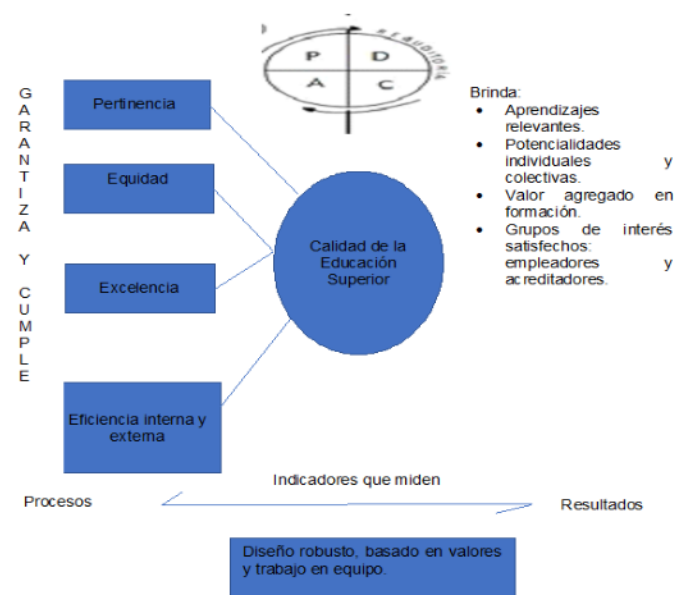 P D
A C
GARANTIZA Y CUMPLE
Pertinencia
Equidad
Excelencia
Eficiencia interna y
externa
Calidad de la
Educación
Superior
Brinda:
• Aprendizajes
relevantes.
• Potencialidades
individuales y
colectivas.
• Valor agregado en
formación.
• Grupos de interés
satisfechos:
empleadores y
acreditadores.
Indicadores que miden
Procesos
Resultados
Diseño robusto, basado en valores
y trabajo en equipo.